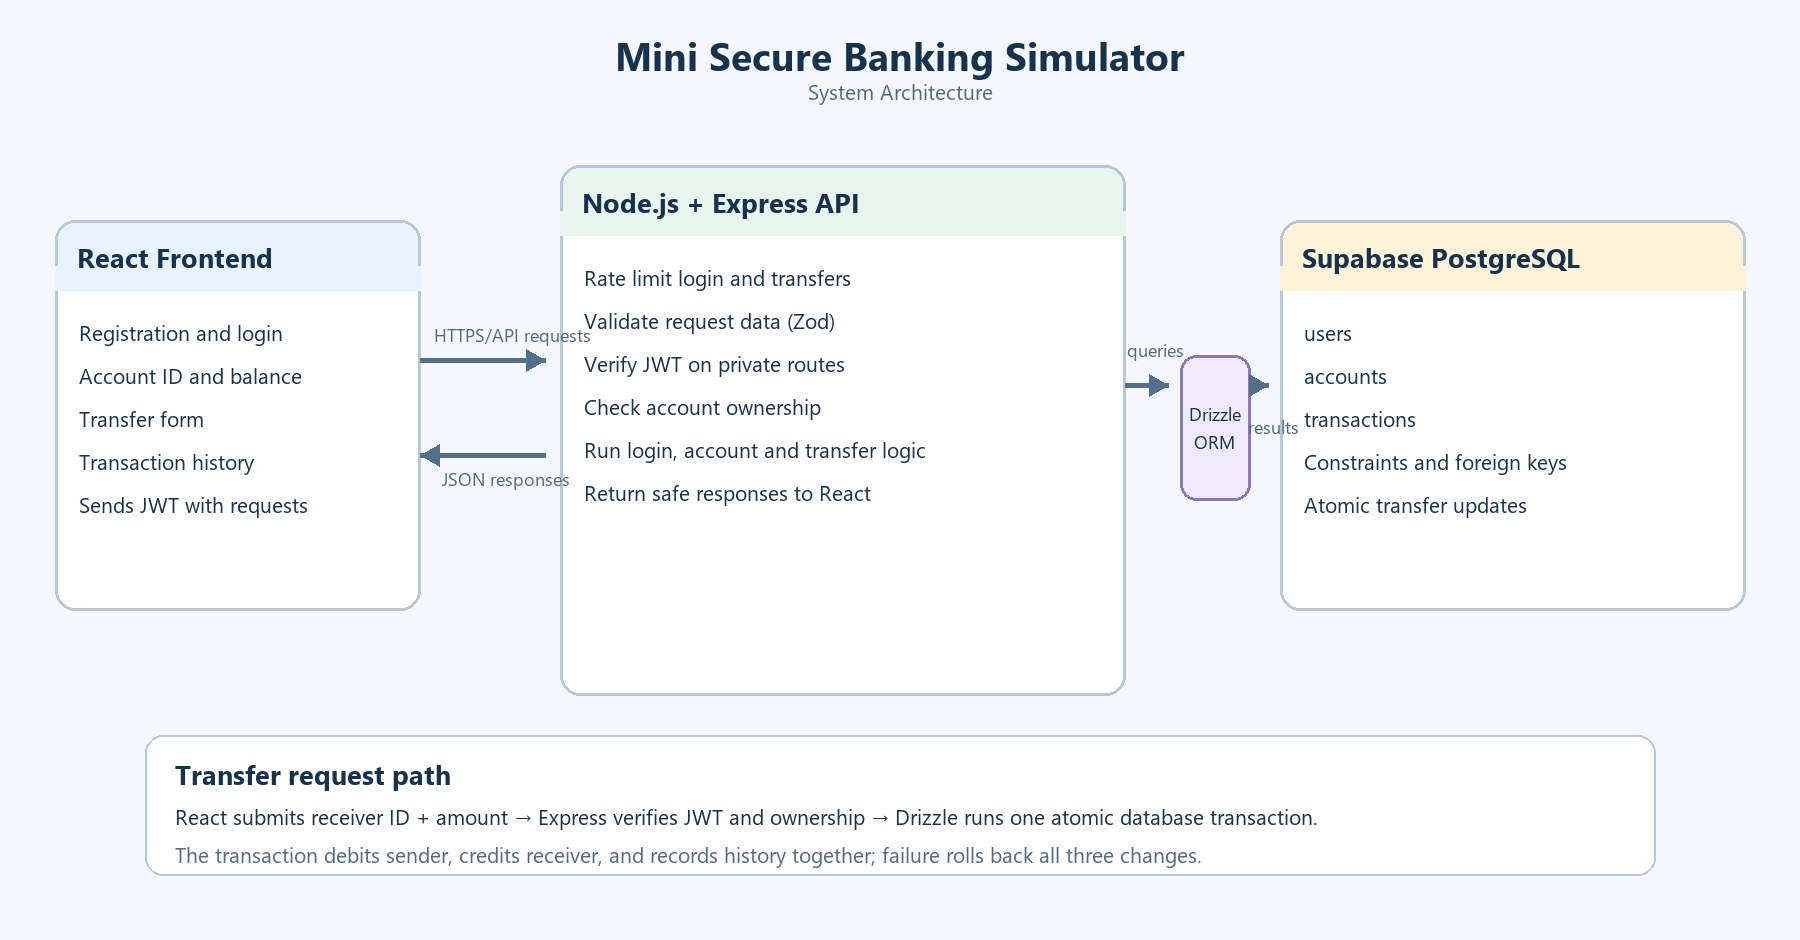 Mini Secure Banking Simulator
System Architecture
React Frontend
Registration and login
Account ID and balance
Transfer form
Transaction history
Sends JWT with requests
HTTPS/API requests
JSON responses
Node.js + Express API
Rate limit login and transfers
Validate request data (Zod)
Verify JWT on private routes
Check account ownership
Run login, account and transfer logic
Return safe responses to React
queries
Drizzle
ORM
results
Supabase PostgreSQL
users
accounts
transactions
Constraints and foreign keys
Atomic transfer updates
Transfer request path
React submits receiver ID + amount → Express verifies JWT and ownership → Drizzle runs one atomic database transaction.
The transaction debits sender, credits receiver, and records history together; failure rolls back all three changes.